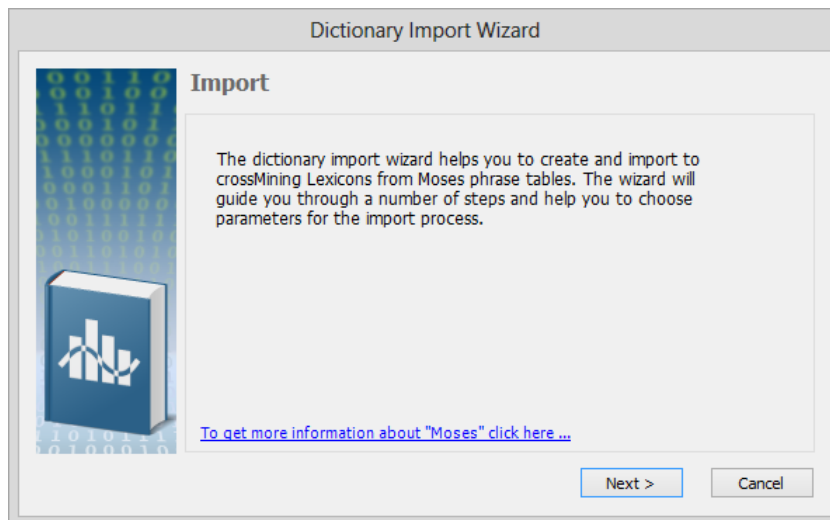 Dictionary Import Wizard
Import
The dictionary import wizard helps you to create and import to
crossMining Lexicons from Moses phrase tables. The wizard will
guide you through a number of steps and help you to choose
parameters for the import process.
To get more information about "Moses" click here ...
Next >
Cancel